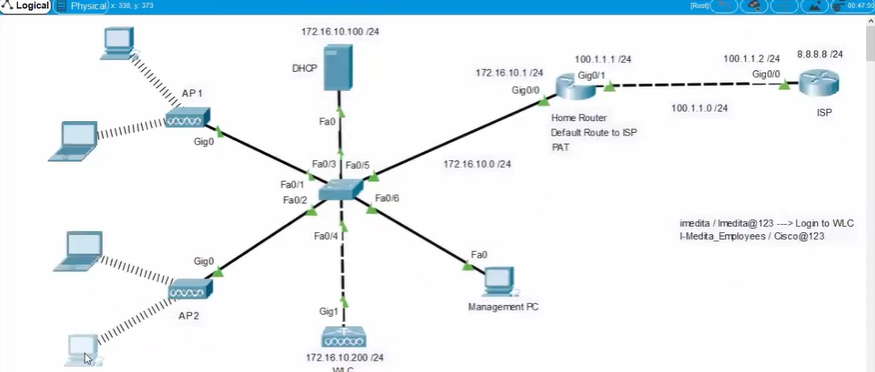 Logical
Physical
x: 338, y: 373
[Root]
00:47:00
172.16.10.100 /24
DHCP
Fa0
AP1
Gig0
172.16.10.1 /24
Gig0/0
100.1.1.1 /24
Gig0/1
100.1.1.2 /24
Gig0/0
8.8.8.8 /24
ISP
100.1.1.0 /24
Home Router
Default Route to ISP
PAT
Fa0/3
Fa0/5
172.16.10.0 /24
Fa0/1
Fa0/2
Fa0/6
Fa0/4
imedita / Imedita@123 ---> Login to WLC
I-Medita_Employees / Cisco@123
Gig0
AP2
Fa0
Management PC
Gig1
172.16.10.200 /24
WLC